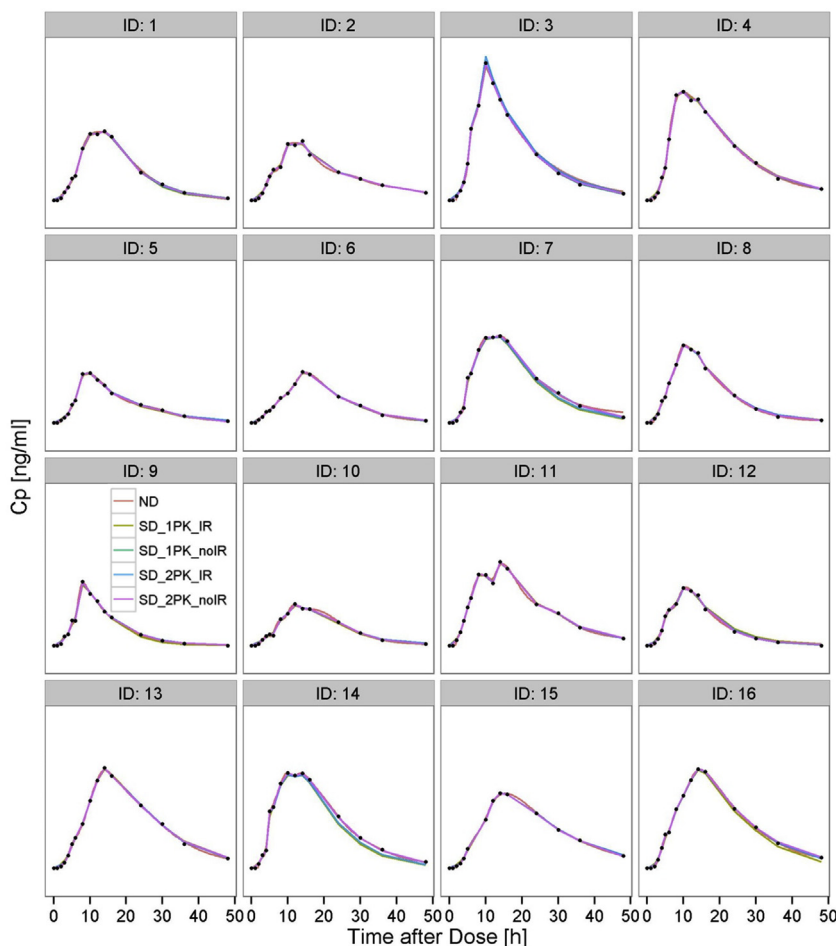 ID: 1 ID: 2 ID: 3 ID: 4
ID: 5 ID: 6 ID: 7 ID: 8
Cp [ng/ml]
ID: 9 ID: 10 ID: 11 ID: 12
ND
SD_1PK_IR
SD_1PK_noIR
SD_2PK_IR
SD_2PK_noIR
ID: 13 ID: 14 ID: 15 ID: 16
0 10 20 30 40 50 0 10 20 30 40 50 0 10 20 30 40 50 0 10 20 30 40 50
Time after Dose [h]